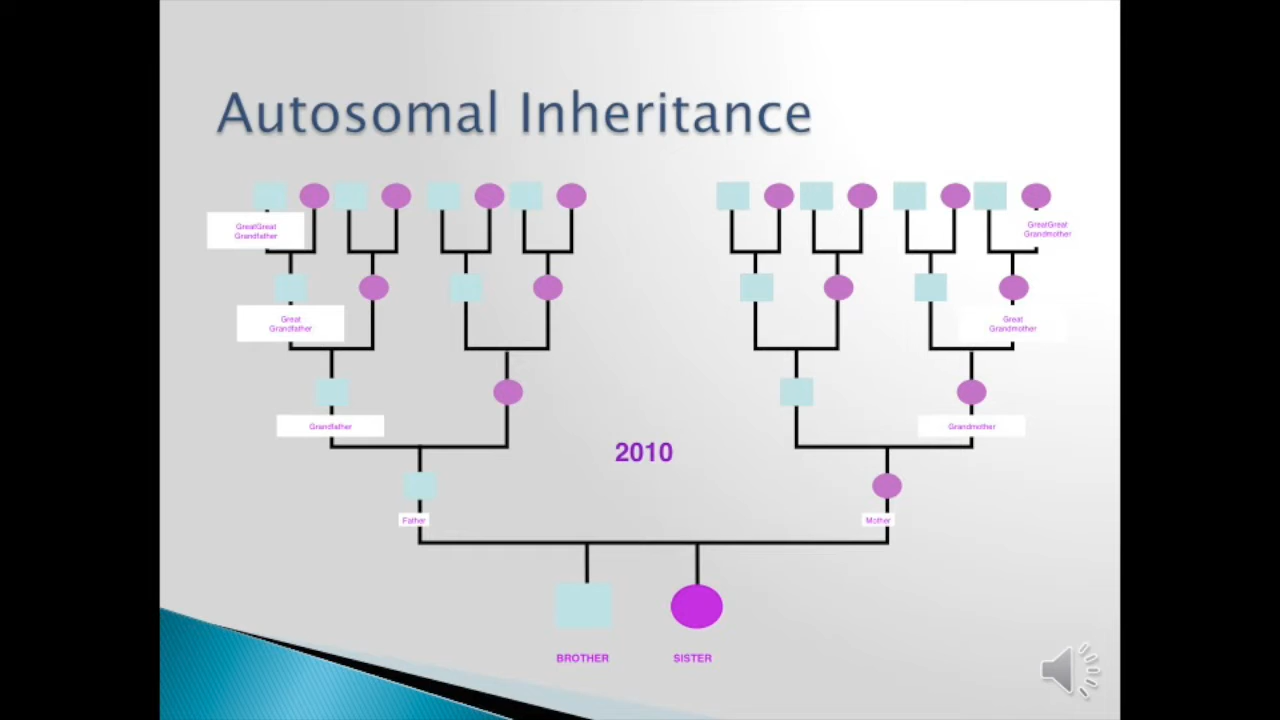 Autosomal Inheritance
GreatGreat
Grandfather
GreatGreat
Grandmother
Great
Grandfather
Great
Grandmother
Grandfather
Grandmother
2010
Father
Mother
BROTHER
SISTER